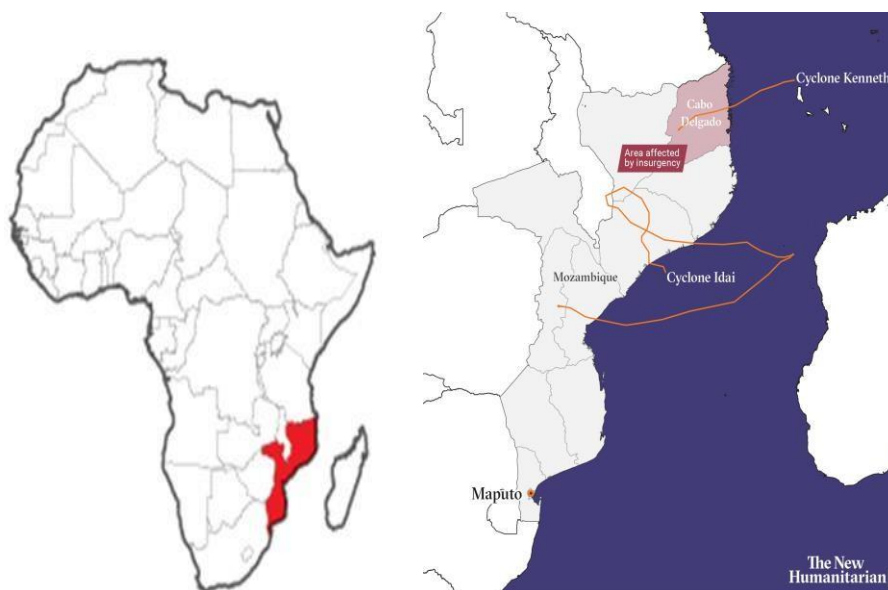 Cyclone Kenneth
Cabo
Delgado
Area affected
by insurgency
Mozambique
Cyclone Idai
Maputo
The New
Humanitarian